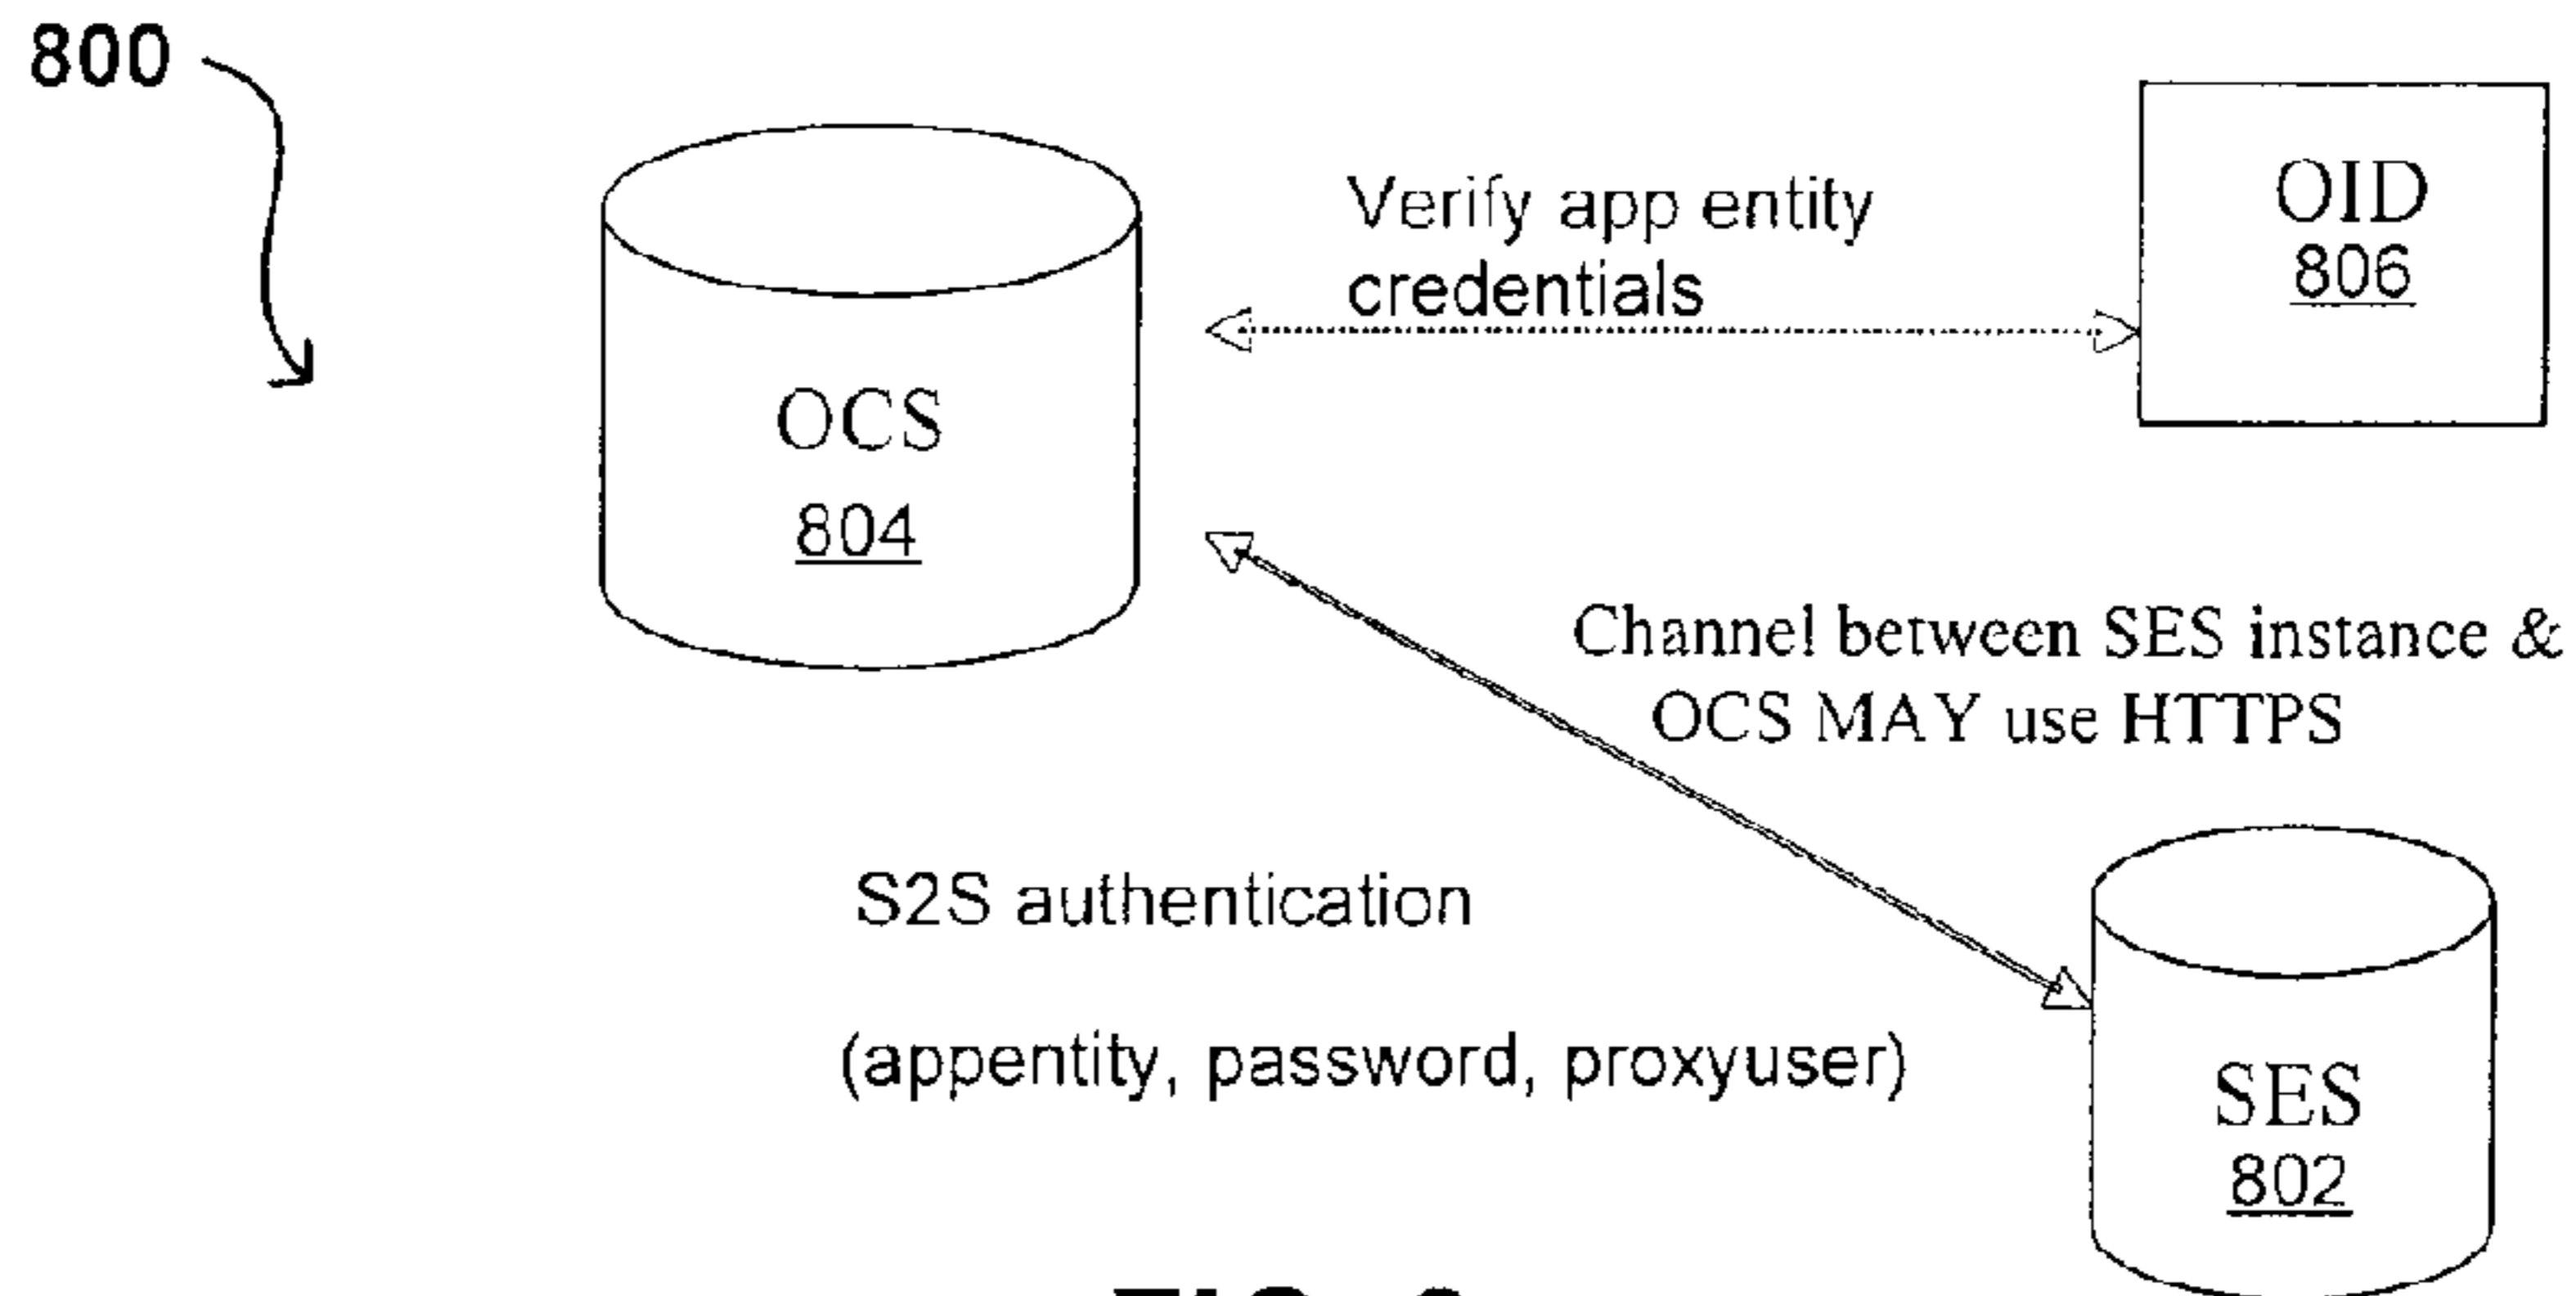 800
OID
806
Verify app entity
credentials
OCS
804
Channel between SES instance &
OCS MAY use HTTPS
S2S authentication
(appentity, password, proxyuser)
SES
802